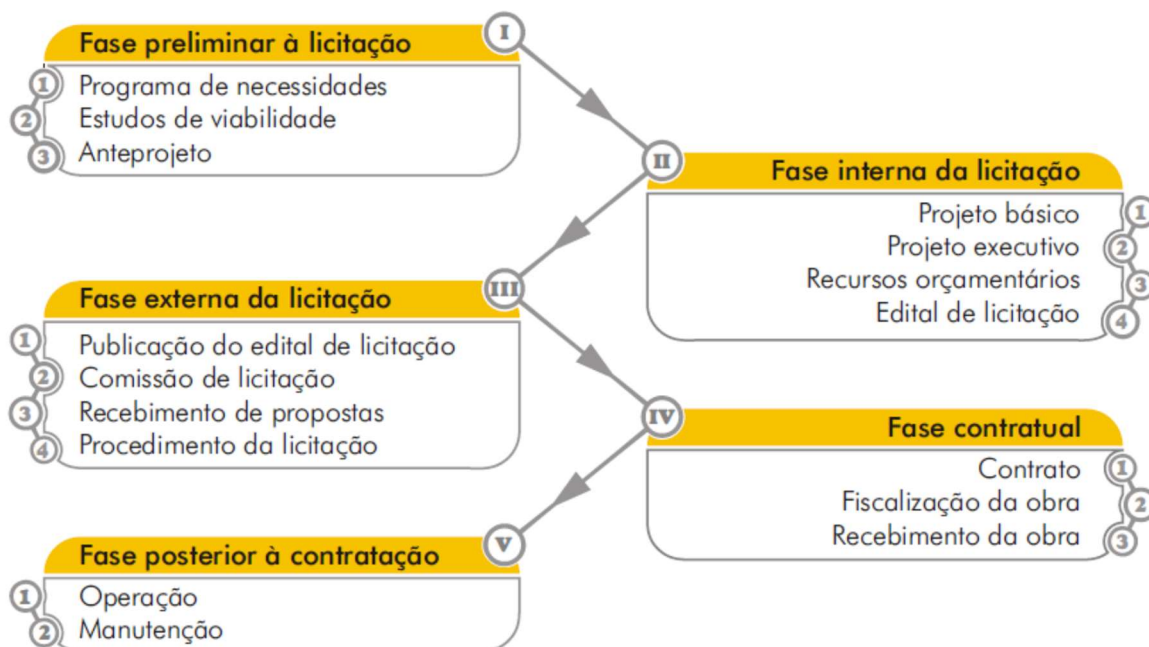 Fase preliminar à licitação
I
1 Programa de necessidades
2 Estudos de viabilidade
3 Anteprojeto
II
Fase interna da licitação
Projeto básico 1
Projeto executivo 2
Recursos orçamentários 3
Edital de licitação 4
III
Fase externa da licitação
1 Publicação do edital de licitação
2 Comissão de licitação
3 Recebimento de propostas
4 Procedimento da licitação
IV
Fase contratual
Contrato 1
Fiscalização da obra 2
Recebimento da obra 3
V
Fase posterior à contratação
1 Operação
2 Manutenção